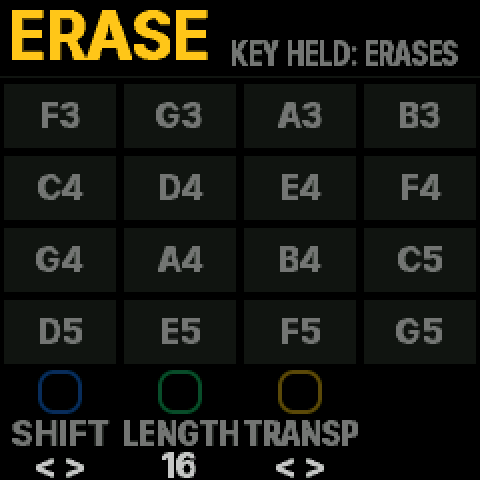 ERASE KEY HELD: ERASES
F3 G3 A3 B3
C4 D4 E4 F4
G4 A4 B4 C5
D5 E5 F5 G5
SHIFT LENGTH TRANSP
< > 16 < >